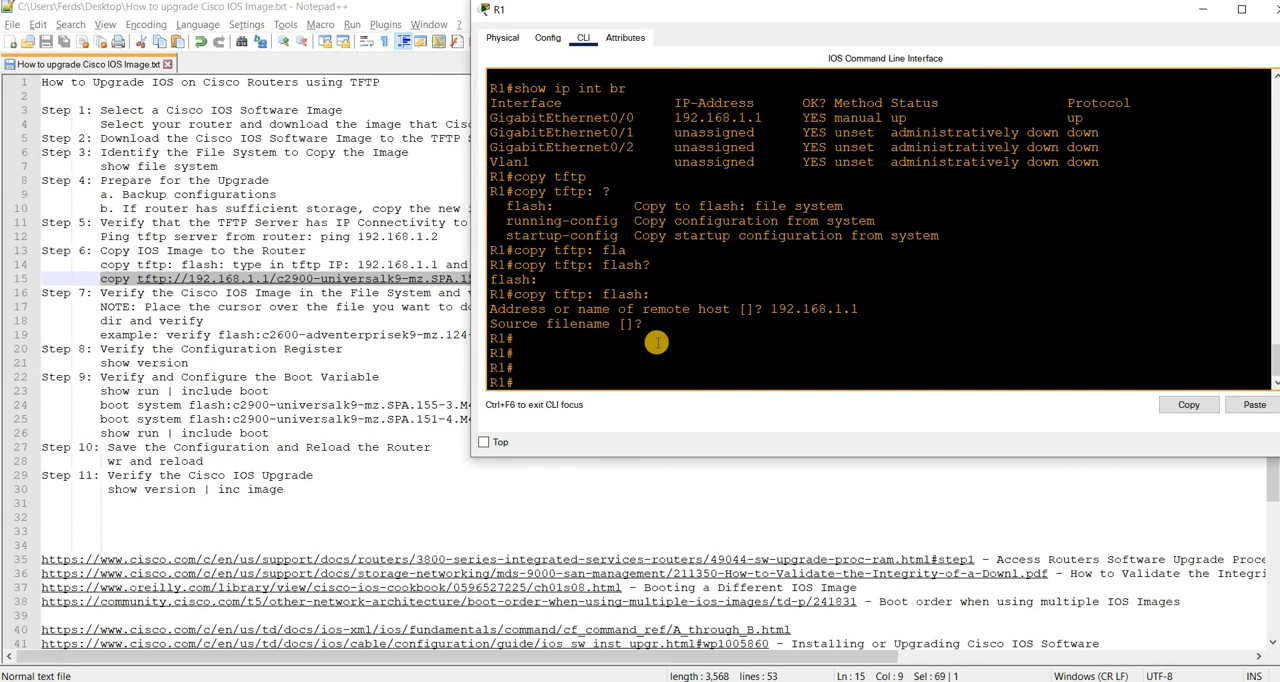 C:\Users\Ferds\Desktop\How to upgrade Cisco IOS Image.txt - Notepad++
File Edit Search View Encoding Language Settings Tools Macro Run Plugins Window ?
How to upgrade Cisco IOS Image.txt
1 How to Upgrade IOS on Cisco Routers using TFTP
2
3 Step 1: Select a Cisco IOS Software Image
4 Select your router and download the image that Cis
5 Step 2: Download the Cisco IOS Software Image to the TFTP S
6 Step 3: Identify the File System to Copy the Image
7 show file system
8 Step 4: Prepare for the Upgrade
9 a. Backup configurations
10 b. If router has sufficient storage, copy the new i
11 Step 5: Verify that the TFTP Server has IP Connectivity to
12 Ping tftp server from router: ping 192.168.1.2
13 Step 6: Copy IOS Image to the Router
14 copy tftp: flash: type in tftp IP: 192.168.1.1 and
15 copy tftp://192.168.1.1/c2900-universalk9-mz.SPA.15
16 Step 7: Verify the Cisco IOS Image in the File System and v
17 NOTE: Place the cursor over the file you want to do
18 dir and verify
19 example: verify flash:c2600-adventerprisek9-mz.124-
20 Step 8: Verify the Configuration Register
21 show version
22 Step 9: Verify and Configure the Boot Variable
23 show run | include boot
24 boot system flash:c2900-universalk9-mz.SPA.155-3.M4
25 boot system flash:c2900-universalk9-mz.SPA.151-4.M4
26 show run | include boot
27 Step 10: Save the Configuration and Reload the Router
28 wr and reload
29 Step 11: Verify the Cisco IOS Upgrade
30 show version | inc image
31
32
33
34
35 https://www.cisco.com/c/en/us/support/docs/routers/3800-series-integrated-services-routers/49044-sw-upgrade-proc-ram.html#step1 - Access Routers Software Upgrade Proce
36 https://www.cisco.com/c/en/us/support/docs/storage-networking/mds-9000-san-management/211350-How-to-Validate-the-Integrity-of-a-Downl.pdf - How to Validate the Integri
37 https://www.oreilly.com/library/view/cisco-ios-cookbook/0596527225/ch01s08.html - Booting a Different IOS Image
38 https://community.cisco.com/t5/other-network-architecture/boot-order-when-using-multiple-ios-images/td-p/241831 - Boot order when using multiple IOS Images
39
40 https://www.cisco.com/en/us/td/docs/ios-xml/ios/fundamentals/command/cf_command_ref/A_through_B.html
41 http://www.cisco.com/en/us/td/docs/ios/cable/configuration/guide/ios_sw_inst_upgr.html#wp1005860 - Installing or Upgrading Cisco IOS Software
Normal text file length : 3,568 lines : 53 Ln : 15 Col : 9 Sel : 69 | 1 Windows (CR LF) UTF-8 INS
R1
Physical Config CLI Attributes
IOS Command Line Interface
R1#show ip int br
Interface IP-Address OK? Method Status Protocol
GigabitEthernet0/0 192.168.1.1 YES manual up up
GigabitEthernet0/1 unassigned YES unset administratively down down
GigabitEthernet0/2 unassigned YES unset administratively down down
Vlan1 unassigned YES unset administratively down down
R1#copy tftp
R1#copy tftp: ?
flash: Copy to flash: file system
running-config Copy configuration from system
startup-config Copy startup configuration from system
R1#copy tftp: fla
R1#copy tftp: flash?
flash:
R1#copy tftp: flash:
Address or name of remote host []? 192.168.1.1
Source filename []?
R1#
R1#
R1#
R1#
Ctrl+F6 to exit CLI focus
Copy Paste
Top